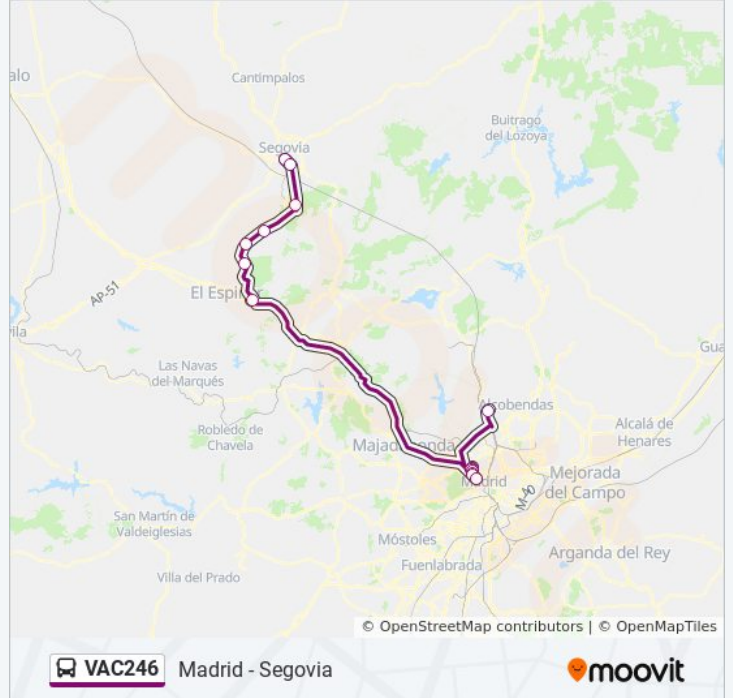 alo
Cantimpalos
Buitrago
del Lozoya
Segovia
AP-51
El Espinar
vila
Gua
Las Navas
del Marqués
Alcobendas
Robledo de
Chavela
Alcalá de
Henares
Majadahonda
Madrid
Mejorada
del Campo
M-40
San Martín de
Valdeiglesias
Móstoles
Arganda del Rey
Fuenlabrada
Villa del Prado
© OpenStreetMap contributors | © OpenMapTiles
VAC246 Madrid - Segovia
moovit